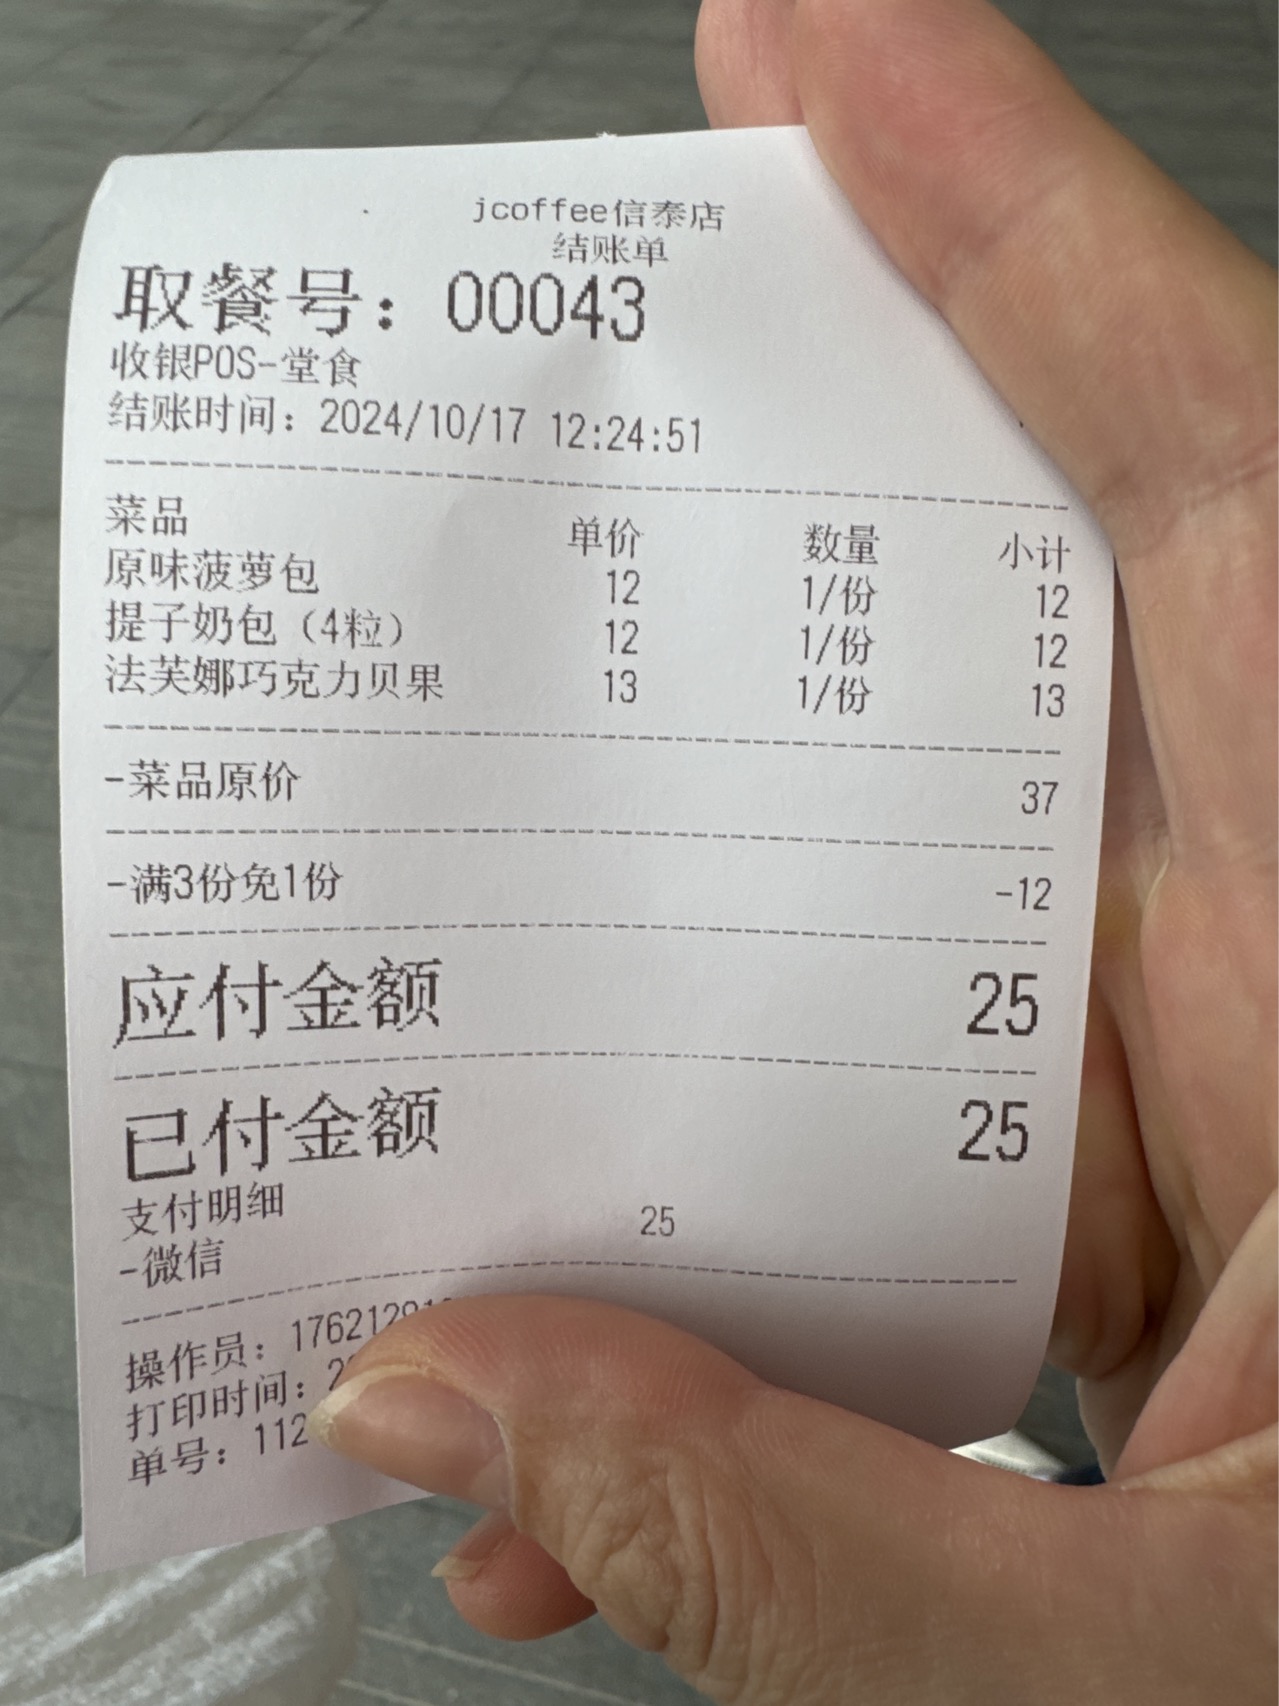 jcoffee信泰店
结账单
取餐号：00043
收银POS-堂食
结账时间：2024/10/17 12:24:51
菜品 单价 数量 小计
原味菠萝包 12 1/份 12
提子奶包（4粒） 12 1/份 12
法芙娜巧克力贝果 13 1/份 13
-菜品原价 37
-满3份免1份 -12
应付金额 25
已付金额 25
支付明细
-微信 25
操作员：1762128
打印时间：2
单号：112